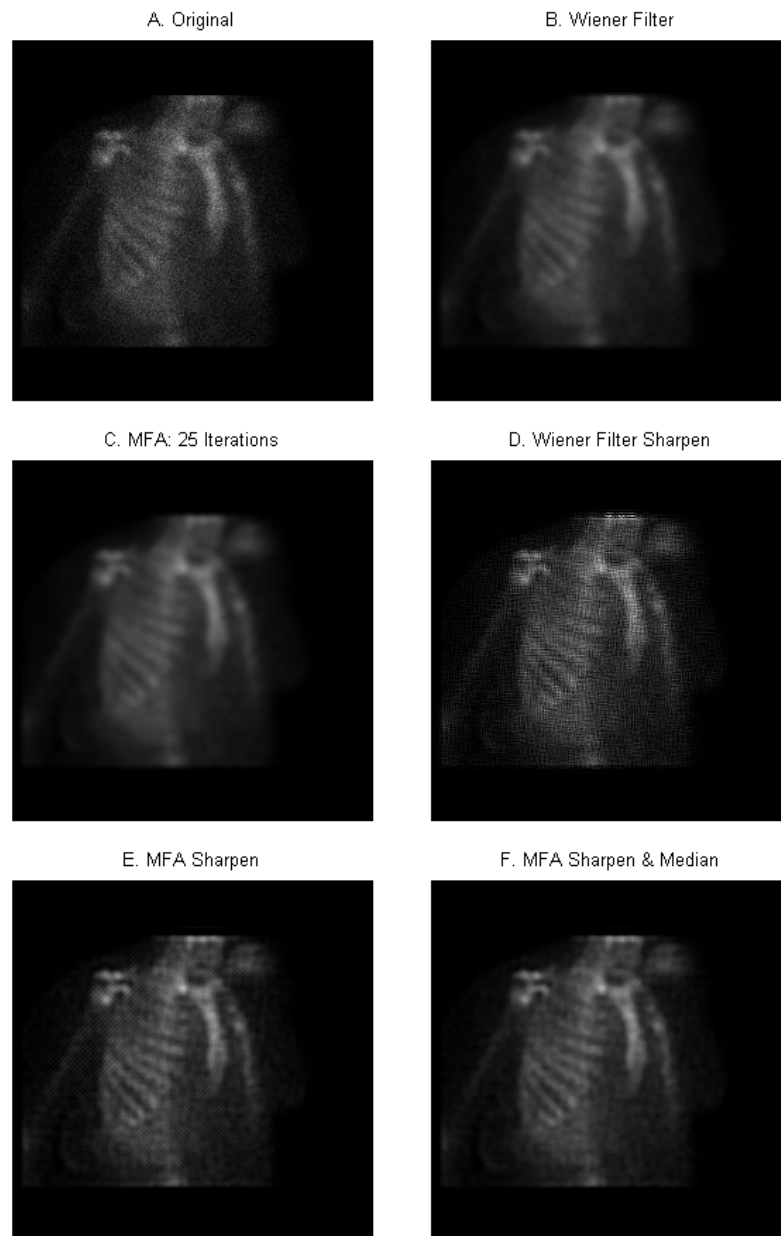 A. Original
B. Wiener Filter
C. MFA: 25 Iterations
D. Wiener Filter Sharpen
E. MFA Sharpen
F. MFA Sharpen & Median